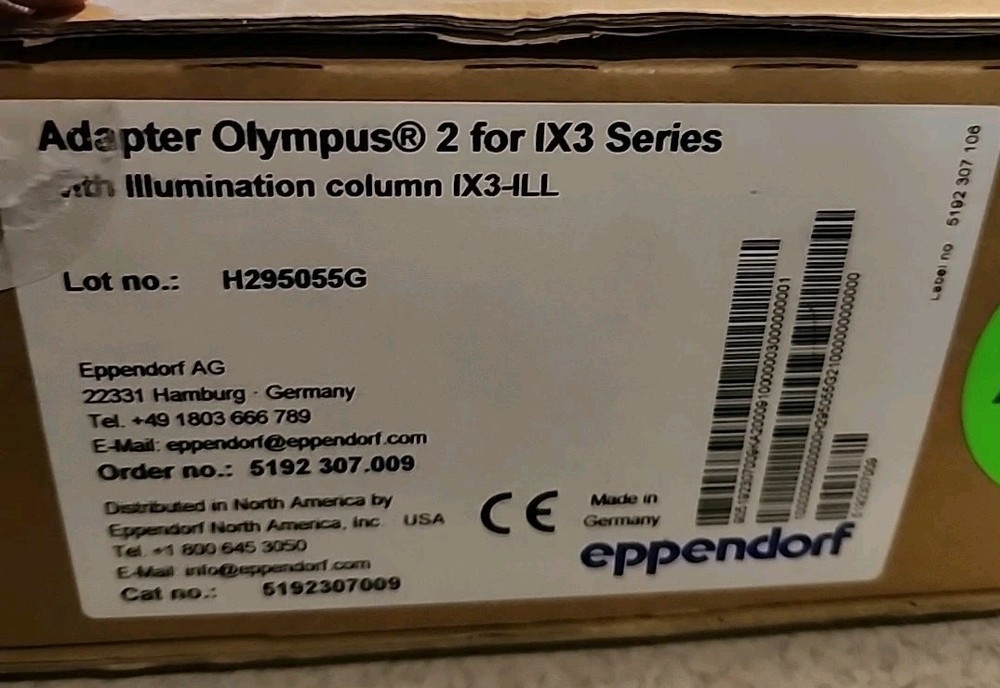 Adapter Olympus® 2 for IX3 Series
with Illumination column IX3-ILL
Lot no.: H295055G
Eppendorf AG
22331 Hamburg · Germany
Tel. +49 1803 666 789
E-Mail: eppendorf@eppendorf.com
Order no.: 5192 307.009
Distributed in North America by
Eppendorf North America, Inc. USA
Tel. +1 800 645 3050
E-Mail info@eppendorf.com
Cat no.: 5192307009
CE
Made in
Germany
eppendorf
5192307009
Label no 5192 307 106